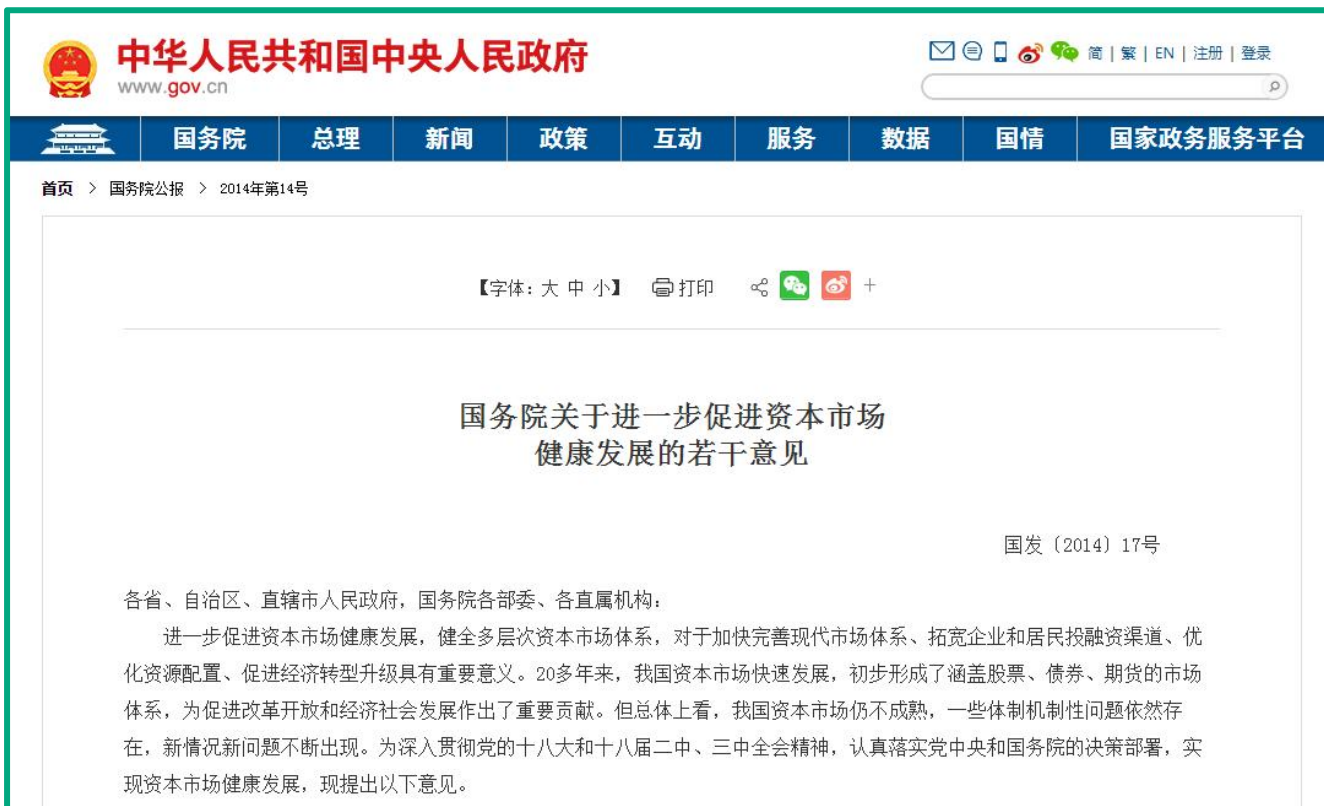 中华人民共和国中央人民政府
www.gov.cn
简 | 繁 | EN | 注册 | 登录
国务院 总理 新闻 政策 互动 服务 数据 国情 国家政务服务平台
首页 > 国务院公报 > 2014年第14号
【字体: 大 中 小】 打印 +
国务院关于进一步促进资本市场
健康发展的若干意见
国发〔2014〕17号
各省、自治区、直辖市人民政府，国务院各部委、各直属机构：
进一步促进资本市场健康发展，健全多层次资本市场体系，对于加快完善现代市场体系、拓宽企业和居民投融资渠道、优
化资源配置、促进经济转型升级具有重要意义。20多年来，我国资本市场快速发展，初步形成了涵盖股票、债券、期货的市场
体系，为促进改革开放和经济社会发展作出了重要贡献。但总体上看，我国资本市场仍不成熟，一些体制机制性问题依然存
在，新情况新问题不断出现。为深入贯彻党的十八大和十八届二中、三中全会精神，认真落实党中央和国务院的决策部署，实
现资本市场健康发展，现提出以下意见。